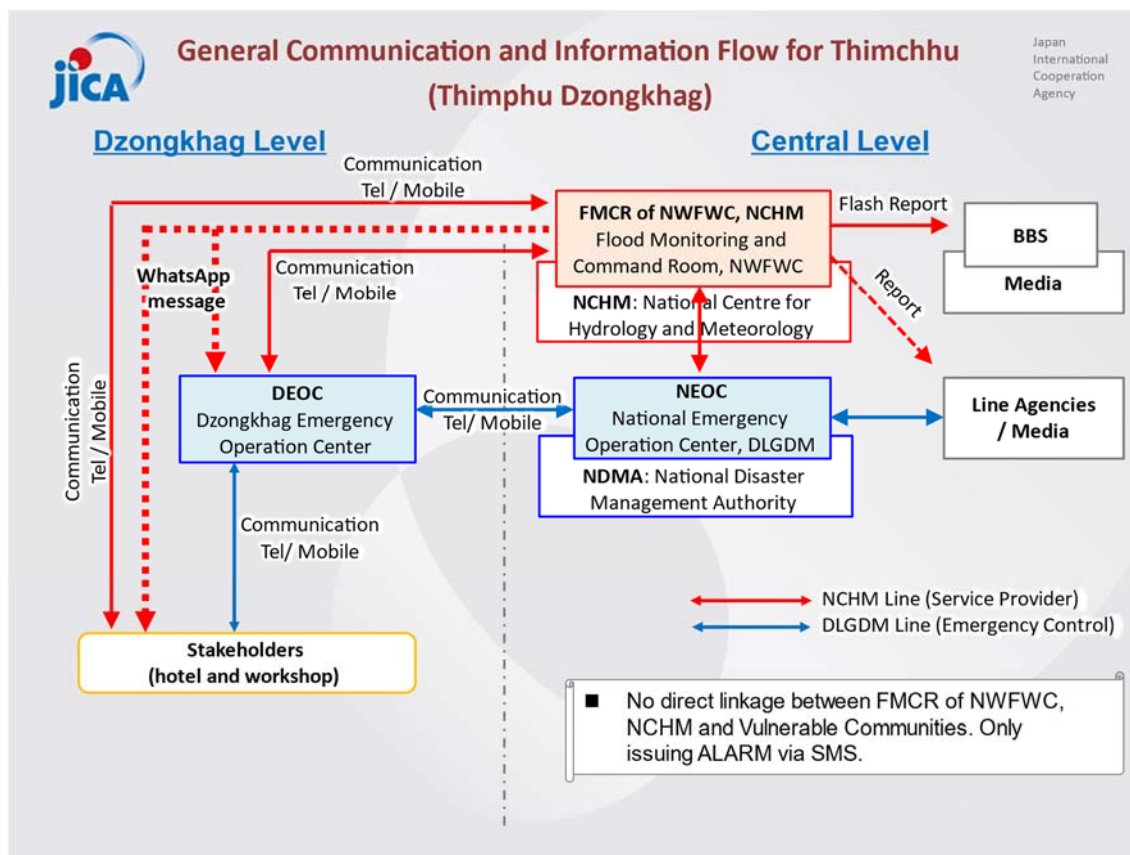 JICA
General Communication and Information Flow for Thimchhu
(Thimphu Dzongkhag)
Japan
International
Cooperation
Agency
Dzongkhag Level
Central Level
Communication
Tel / Mobile
FMCR of NWFWC, NCHM
Flood Monitoring and
Command Room, NWFWC
NCHM: National Centre for
Hydrology and Meteorology
Flash Report
BBS
Media
Report
WhatsApp
message
Communication
Tel / Mobile
Communication
Tel / Mobile
DEOC
Dzongkhag Emergency
Operation Center
Communication
Tel/ Mobile
NEOC
National Emergency
Operation Center, DLGDM
NDMA: National Disaster
Management Authority
Line Agencies
/ Media
Communication
Tel/ Mobile
Stakeholders
(hotel and workshop)
NCHM Line (Service Provider)
DLGDM Line (Emergency Control)
■ No direct linkage between FMCR of NWFWC,
NCHM and Vulnerable Communities. Only
issuing ALARM via SMS.